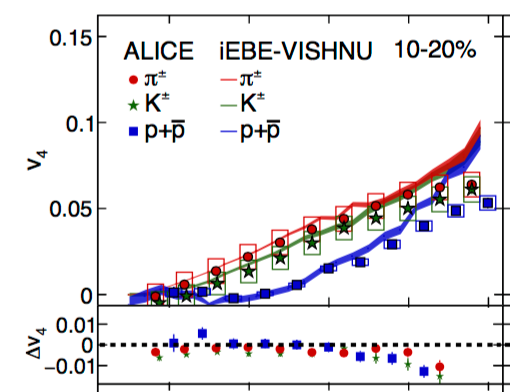 0.15
ALICE iEBE-VISHNU 10-20%
π± π±
K± K±
p+p̅ p+p̅
0.1
v₄
0.05
0
0.01
Δv₄
0
−0.01